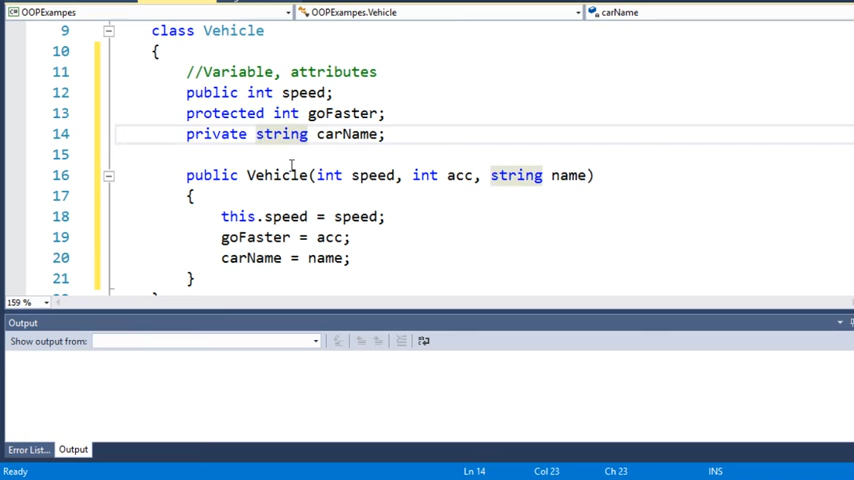 OOPExampes OOPExampes.Vehicle carName
9 class Vehicle
10 {
11 //Variable, attributes
12 public int speed;
13 protected int goFaster;
14 private string carName;
15
16 public Vehicle(int speed, int acc, string name)
17 {
18 this.speed = speed;
19 goFaster = acc;
20 carName = name;
21 }
159 %
Output
Show output from:
Error List... Output
Ready Ln 14 Col 23 Ch 23 INS